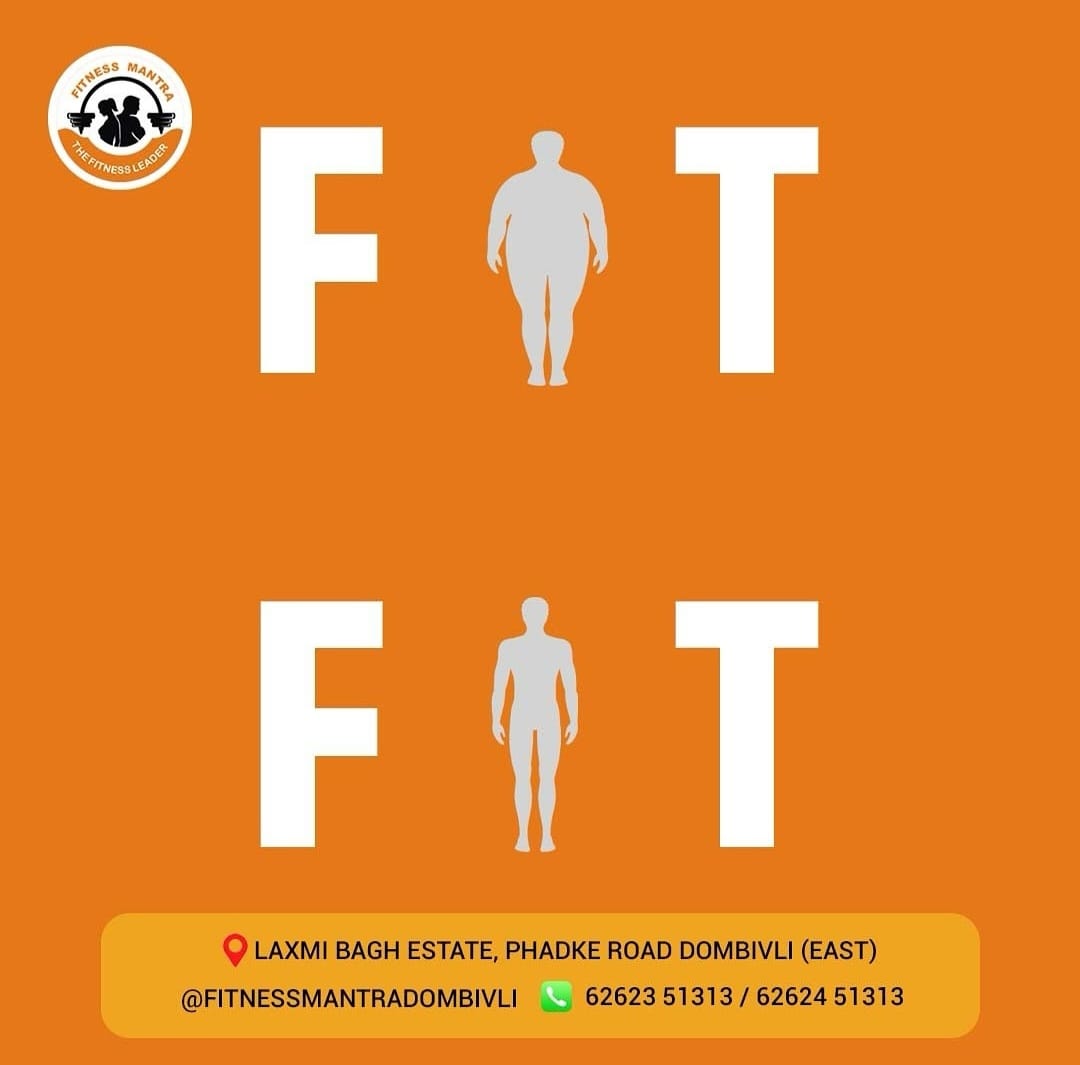 FITNESS MANTRA
THE FITNESS LEADER
F T
F T
LAXMI BAGH ESTATE, PHADKE ROAD DOMBIVLI (EAST)
@FITNESSMANTRADOMBIVLI 62623 51313 / 62624 51313